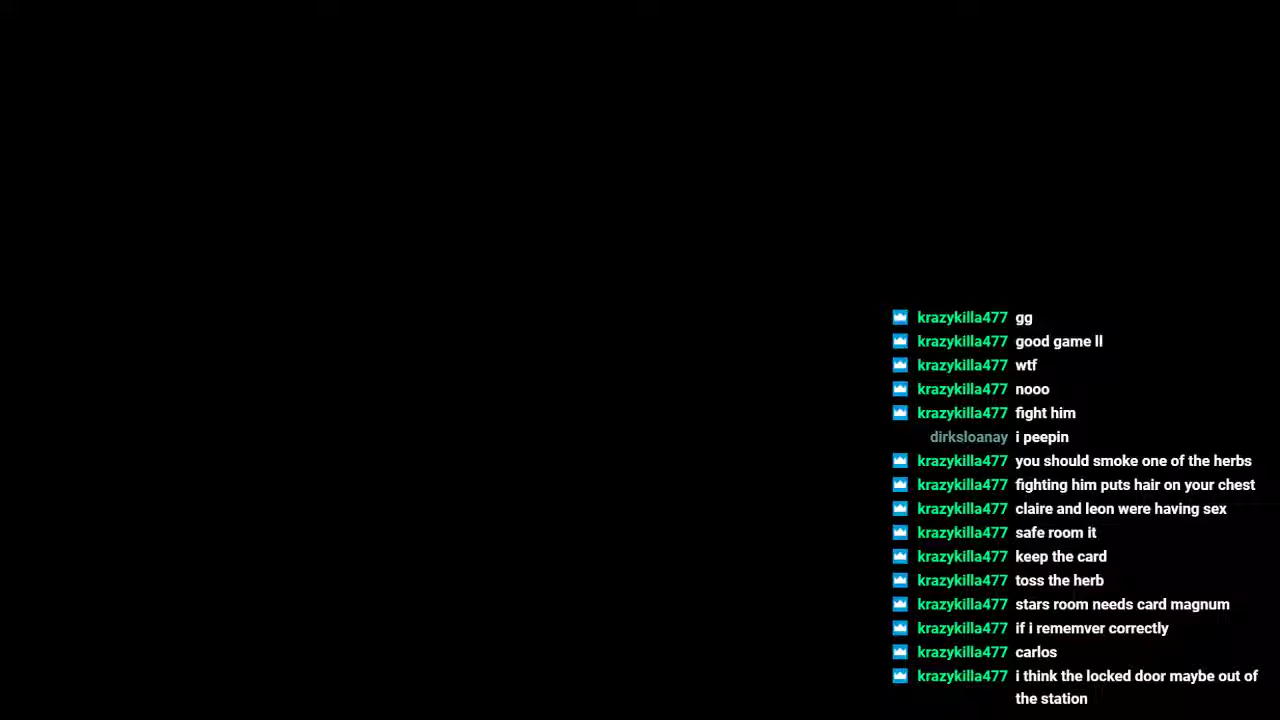 krazykilla477 gg
krazykilla477 good game ll
krazykilla477 wtf
krazykilla477 nooo
krazykilla477 fight him
dirksloanay i peepin
krazykilla477 you should smoke one of the herbs
krazykilla477 fighting him puts hair on your chest
krazykilla477 claire and leon were having sex
krazykilla477 safe room it
krazykilla477 keep the card
krazykilla477 toss the herb
krazykilla477 stars room needs card magnum
krazykilla477 if i rememver correctly
krazykilla477 carlos
krazykilla477 i think the locked door maybe out of
the station